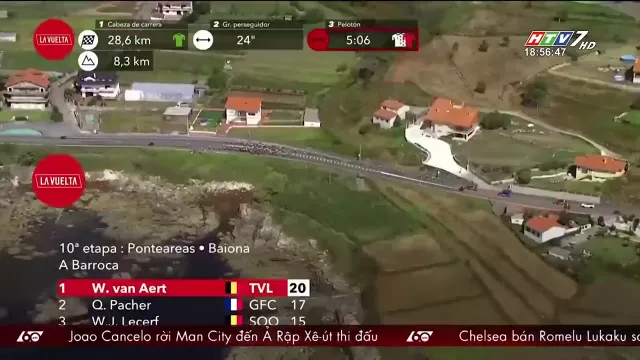 LA VUELTA
1 Cabeza de carrera
28,6 km
8,3 km
2 Gr. perseguidor
24"
3 Pelotón
5:06
HTV7 HD
18:56:47
LA VUELTA
10ª etapa : Ponteareas • Baiona
A Barroca
1 W. van Aert TVL 20
2 Q. Pacher GFC 17
3 W.J. Lecerf SOQ 15
60 Joao Cancelo rời Man City đến Ả Rập Xê-út thi đấu 60 Chelsea bán Romelu Lukaku s